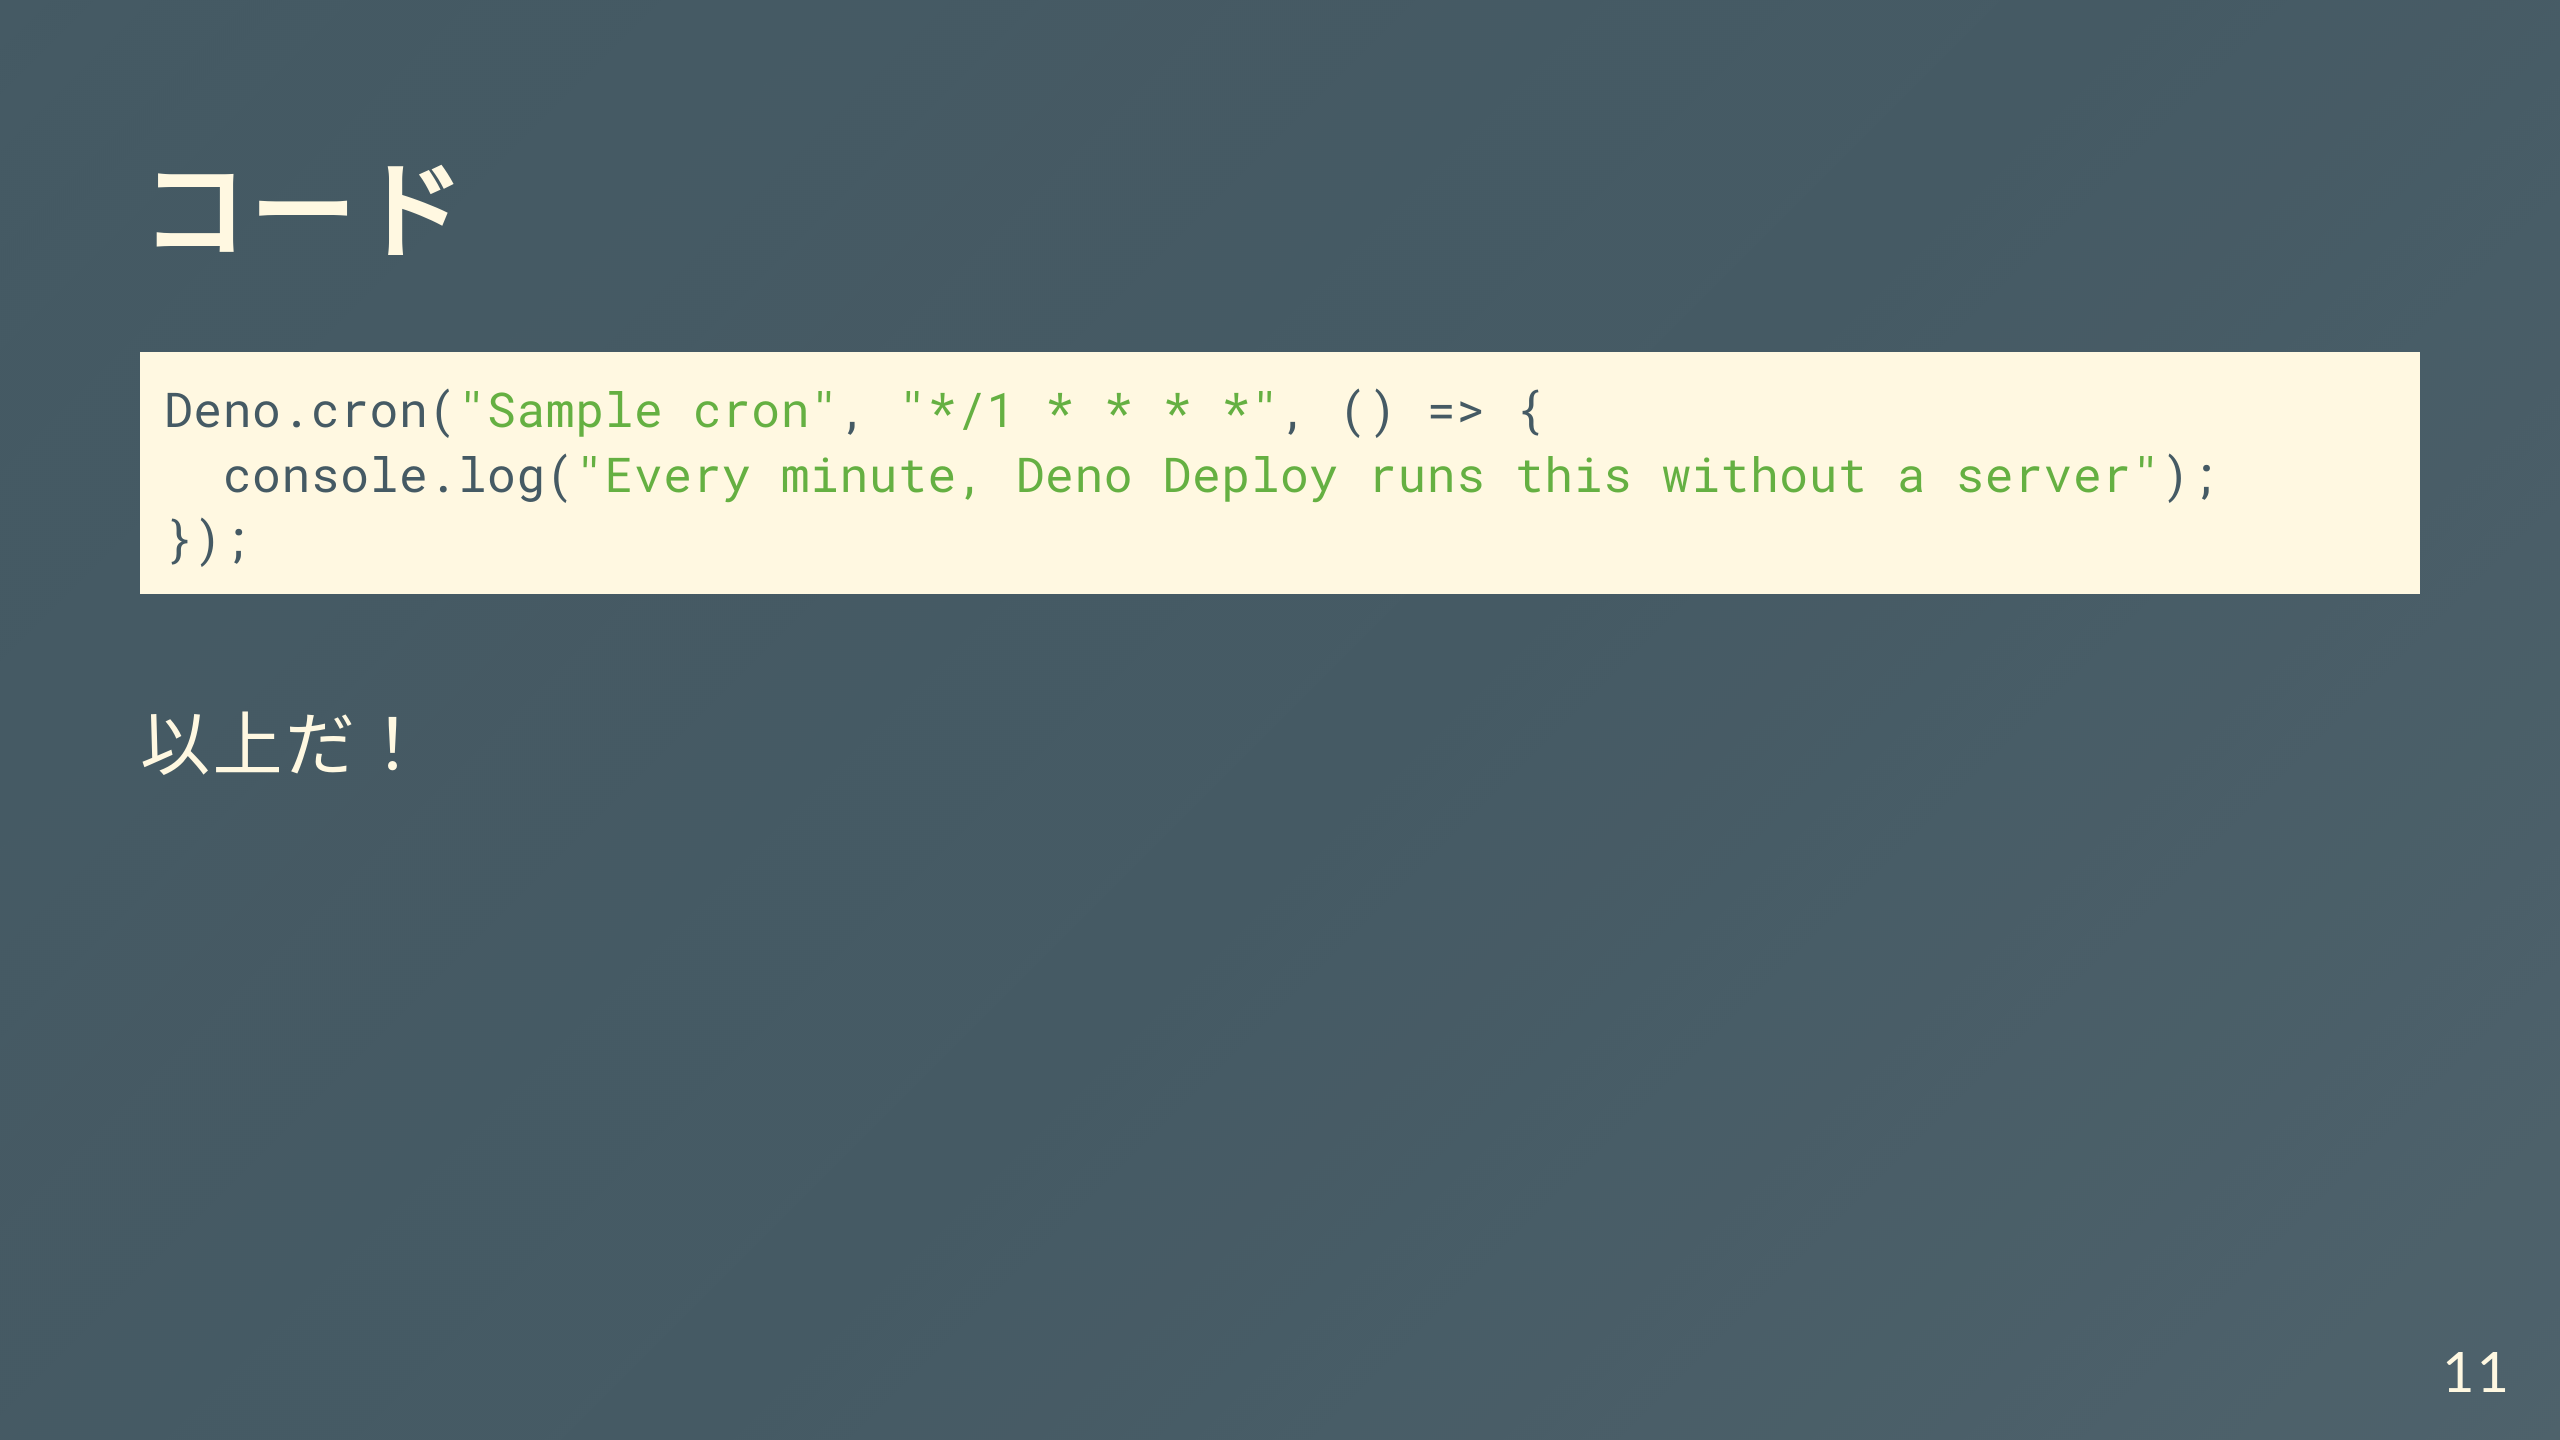 コード
Deno.cron("Sample cron", "*/1 * * * *", () => {
  console.log("Every minute, Deno Deploy runs this without a server");
});
以上だ！
11